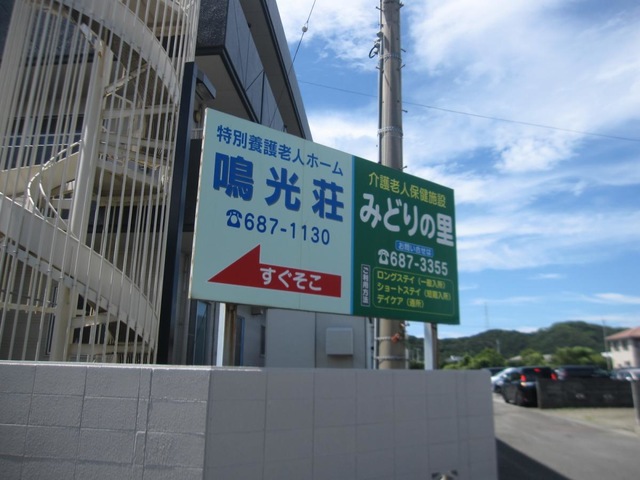 特別養護老人ホーム
鳴光荘
☎687-1130
すぐそこ
介護老人保健施設
みどりの里
お問い合せは
☎687-3355
ご利用方法
ロングステイ(一般入所)
ショートステイ(短期入所)
デイケア(通所)